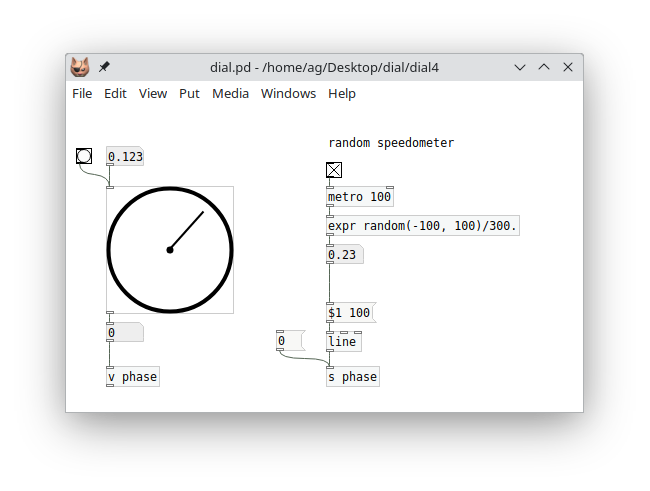 dial.pd - /home/ag/Desktop/dial/dial4
File Edit View Put Media Windows Help
random speedometer
0.123
metro 100
expr random(-100, 100)/300.
0.23
$1 100
0
0
line
v phase
s phase